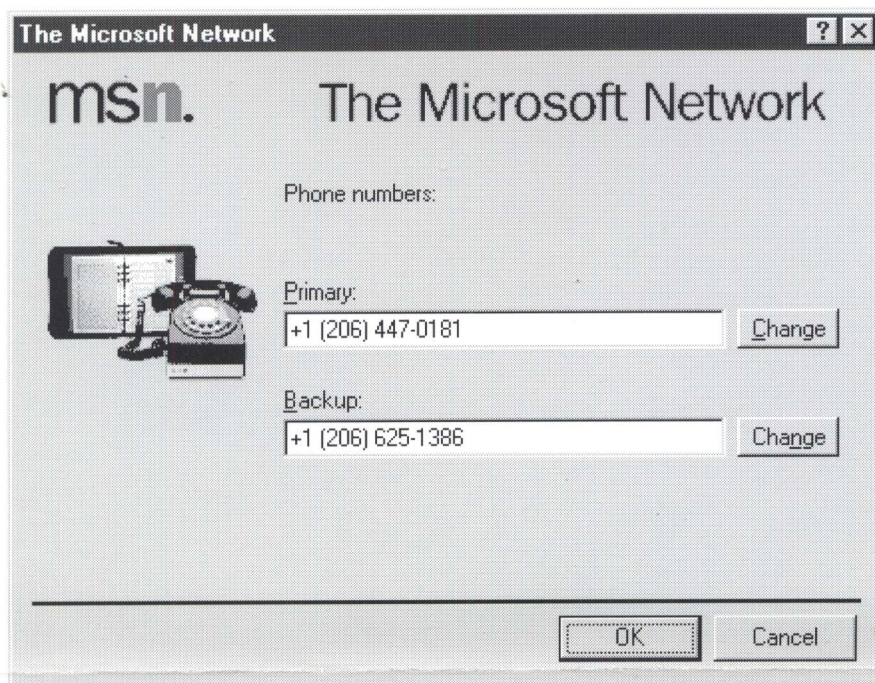 The Microsoft Network
msn. The Microsoft Network
Phone numbers:
Primary:
+1 (206) 447-0181 Change
Backup:
+1 (206) 625-1386 Change
OK Cancel